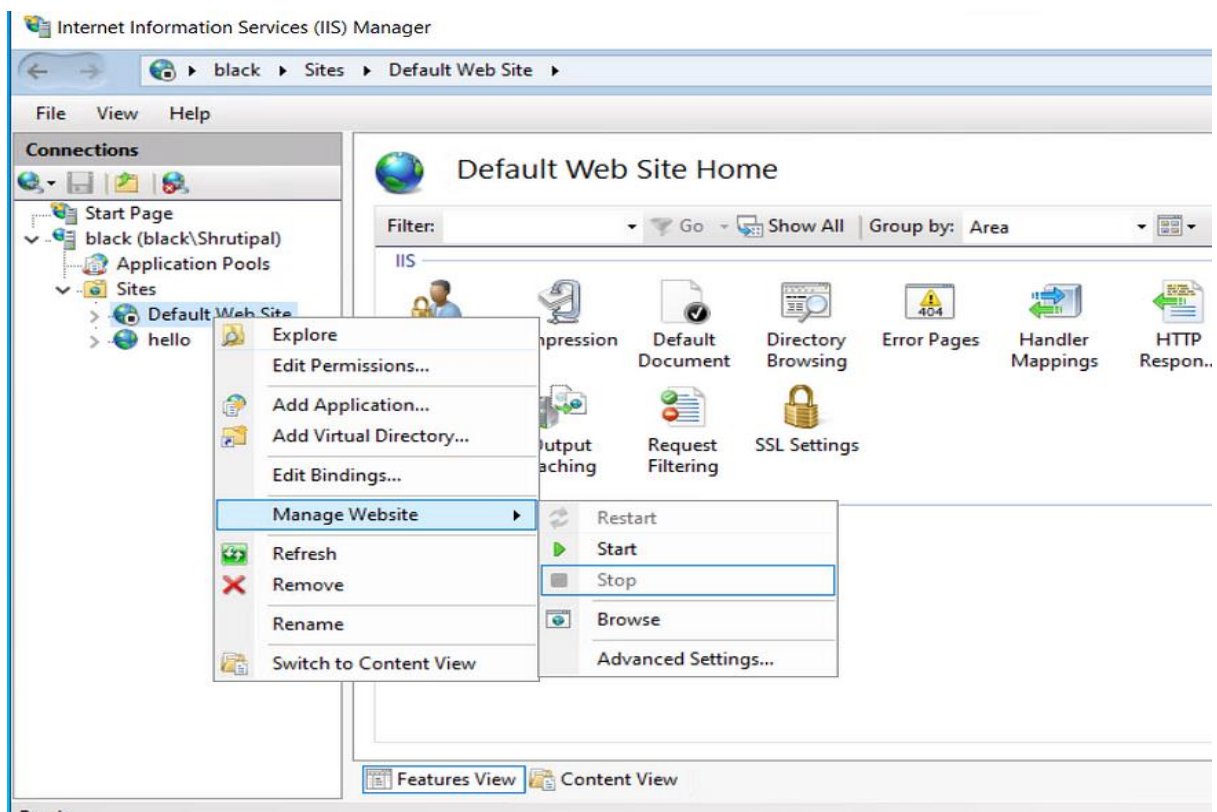 Internet Information Services (IIS) Manager
black Sites Default Web Site
File View Help
Connections
Start Page
black (black\Shrutipal)
Application Pools
Sites
Default Web Site
hello
Default Web Site Home
Filter: Go Show All Group by: Area
IIS
404
npression
Default Document
Directory Browsing
Error Pages
Handler Mappings
HTTP Respon...
Request Filtering
SSL Settings
Explore
Edit Permissions...
Add Application...
Add Virtual Directory...
Edit Bindings...
Manage Website
Refresh
Remove
Rename
Switch to Content View
Restart
Start
Stop
Browse
Advanced Settings...
Features View Content View